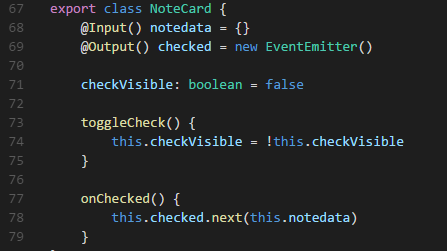 67 export class NoteCard {
68     @Input() notedata = {}
69     @Output() checked = new EventEmitter()
70
71     checkVisible: boolean = false
72
73     toggleCheck() {
74         this.checkVisible = !this.checkVisible
75     }
76
77     onChecked() {
78         this.checked.next(this.notedata)
79     }